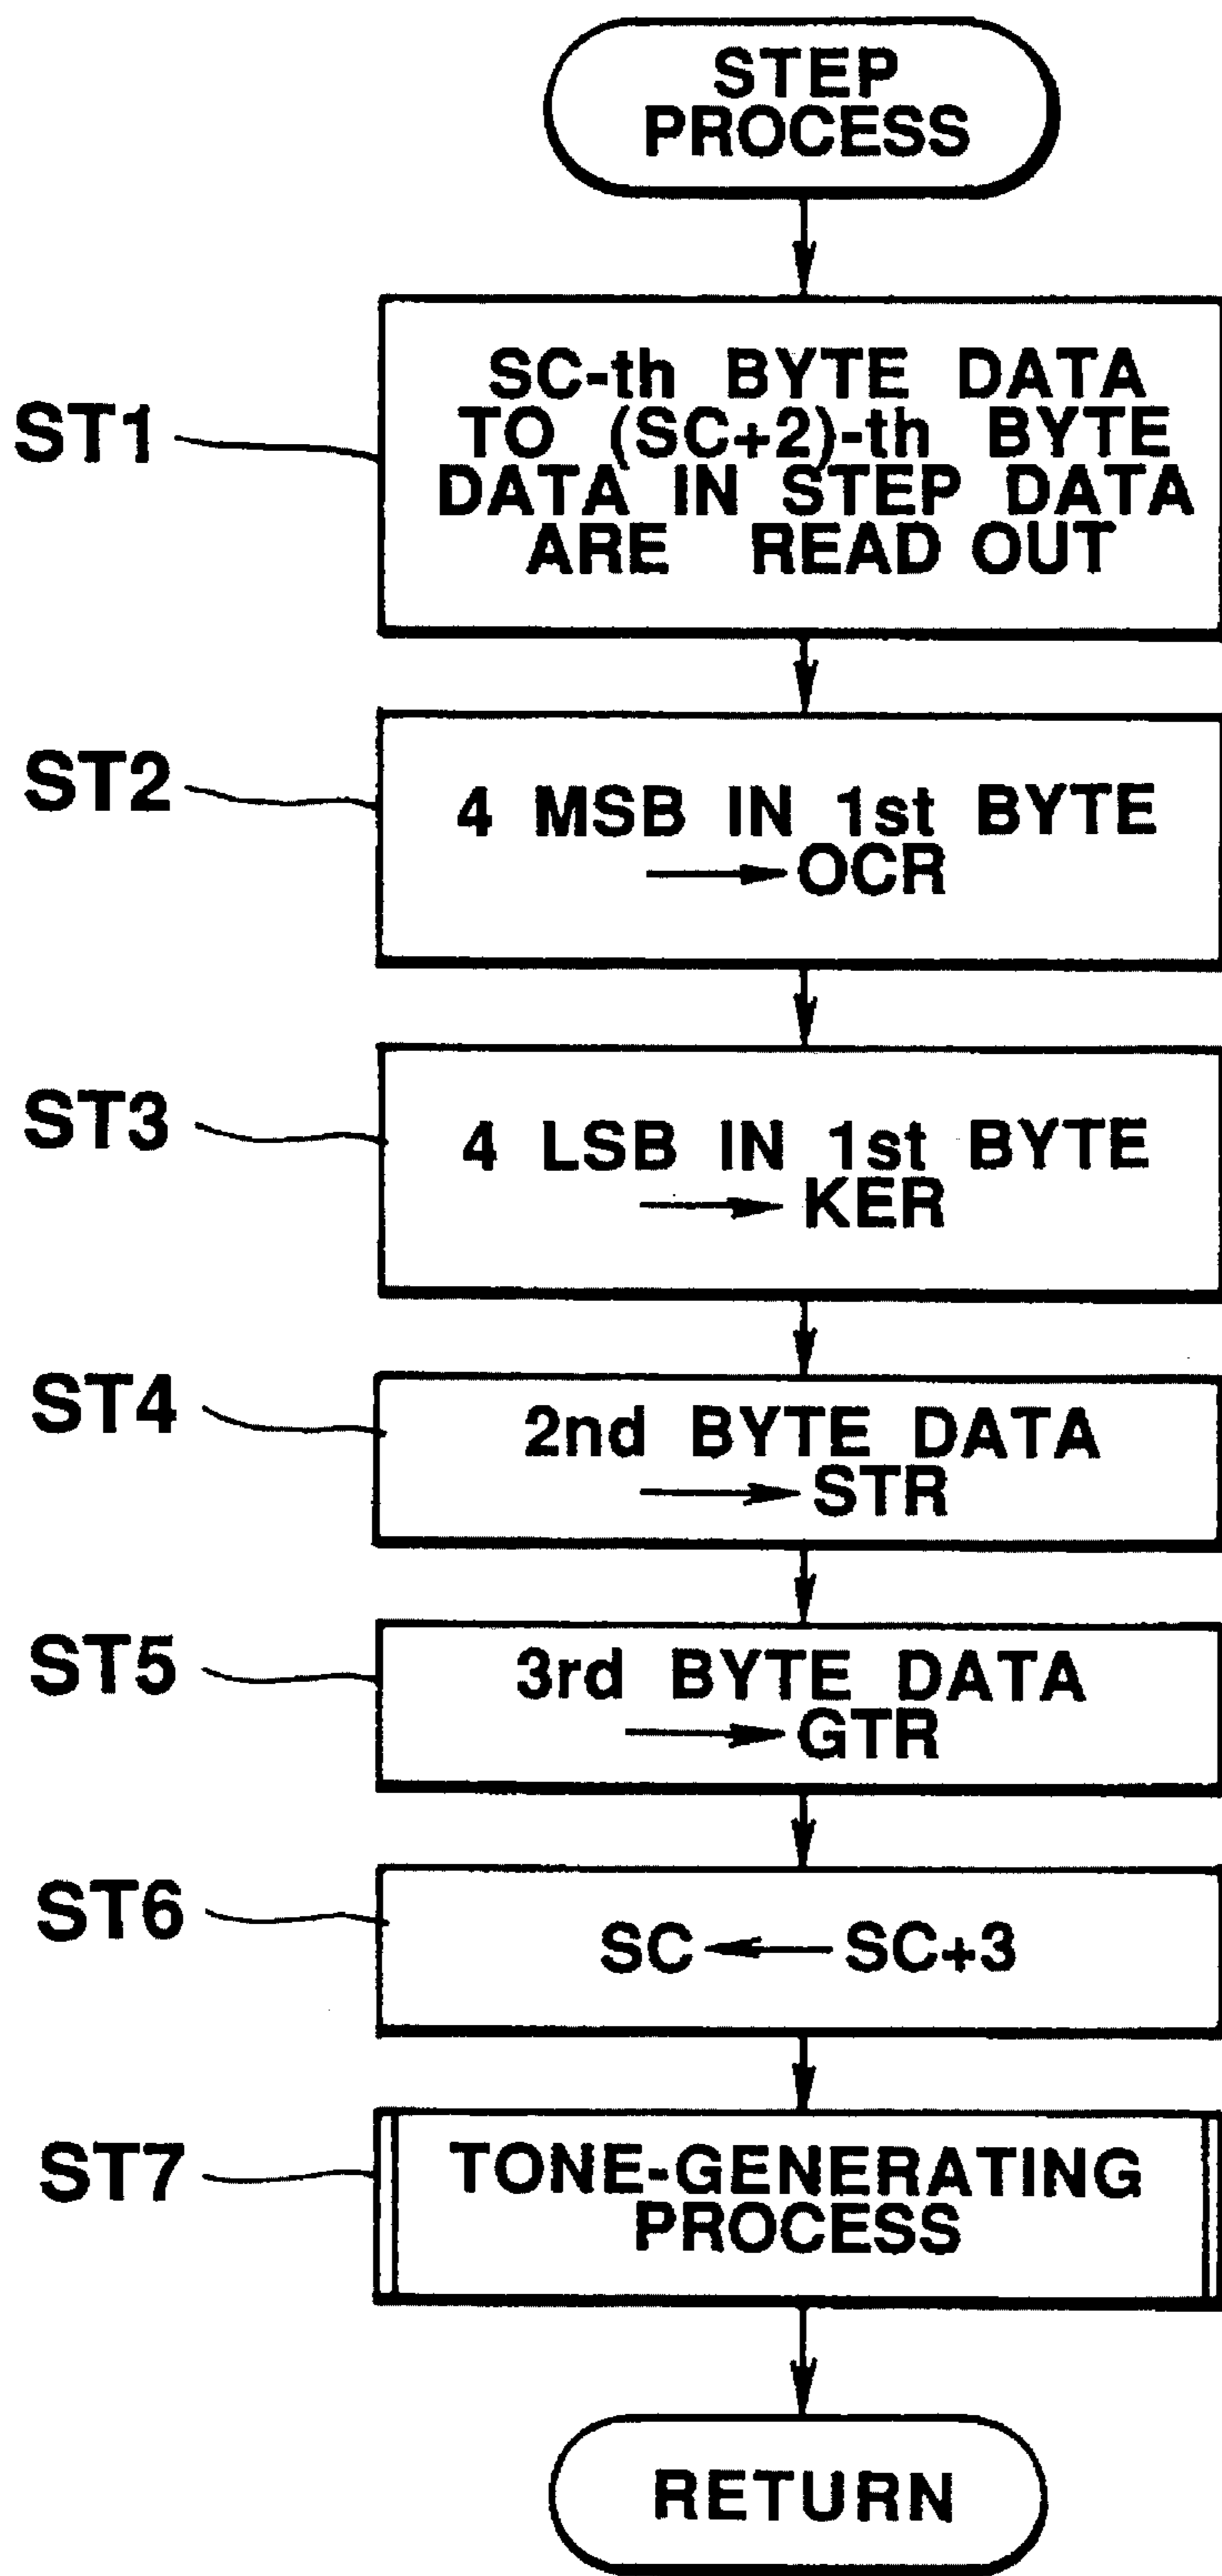 STEP
PROCESS
ST1
SC-th BYTE DATA
TO (SC+2)-th BYTE
DATA IN STEP DATA
ARE READ OUT
ST2
4 MSB IN 1st BYTE
→ OCR
ST3
4 LSB IN 1st BYTE
→ KER
ST4
2nd BYTE DATA
→ STR
ST5
3rd BYTE DATA
→ GTR
ST6
SC ← SC+3
ST7
TONE-GENERATING
PROCESS
RETURN